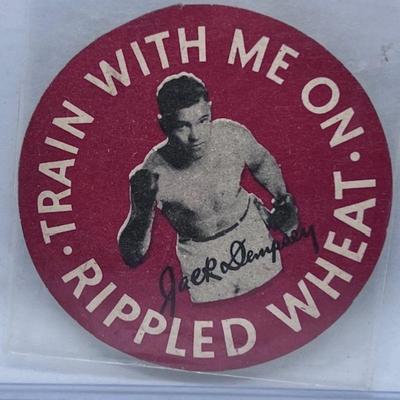 · TRAIN WITH ME ON ·
RIPPLED WHEAT
Jack Dempsey